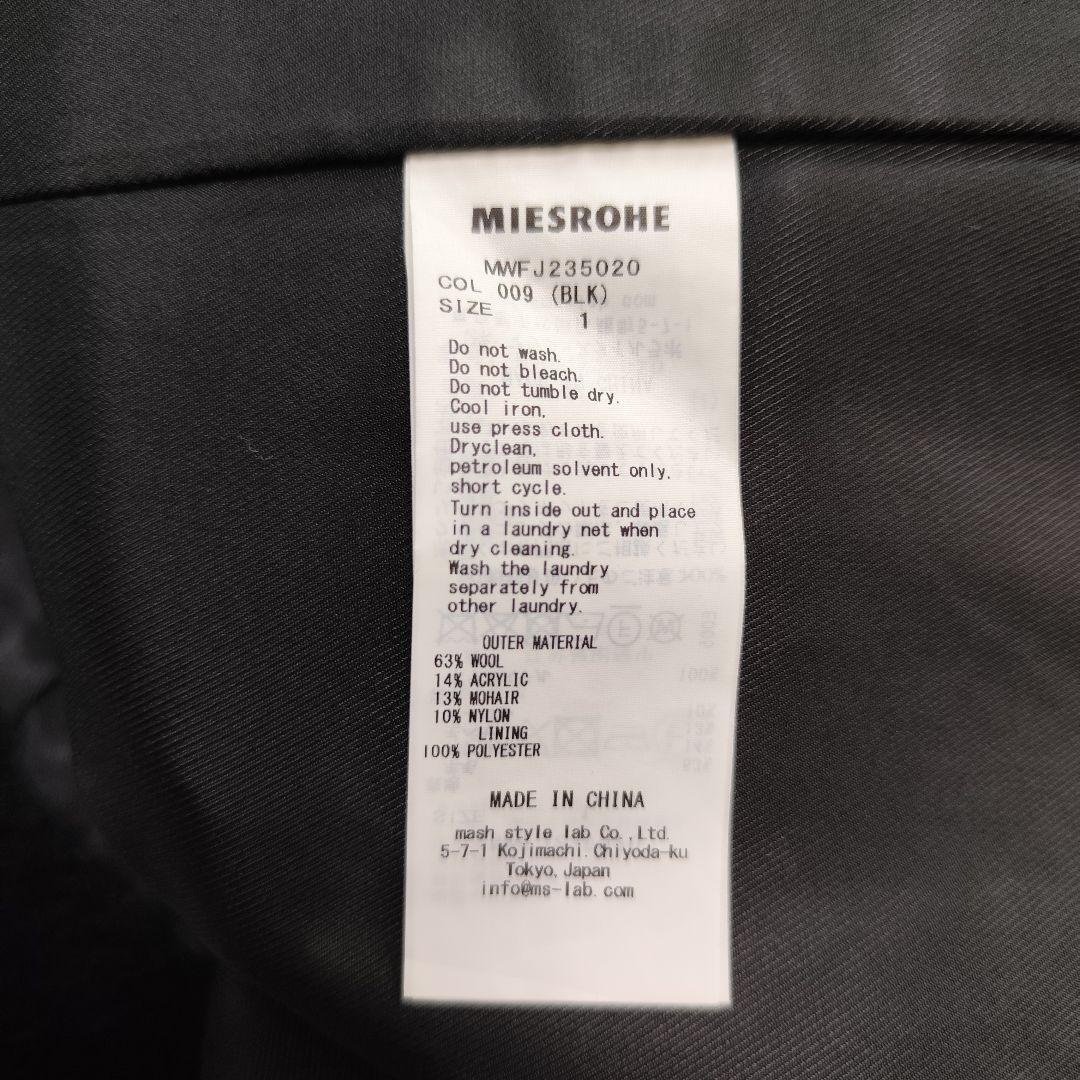 MIESROHE
MWFJ235020
COL 009 (BLK)
SIZE 1
Do not wash.
Do not bleach.
Do not tumble dry.
Cool iron,
use press cloth.
Dryclean,
petroleum solvent only.
short cycle.
Turn inside out and place
in a laundry net when
dry cleaning.
Wash the laundry
separately from
other laundry.
OUTER MATERIAL
63% WOOL
14% ACRYLIC
13% MOHAIR
10% NYLON
LINING
100% POLYESTER
MADE IN CHINA
mash style lab Co.,Ltd.
5-7-1 Kojimachi.Chiyoda-ku
Tokyo, Japan
info@ms-lab.com